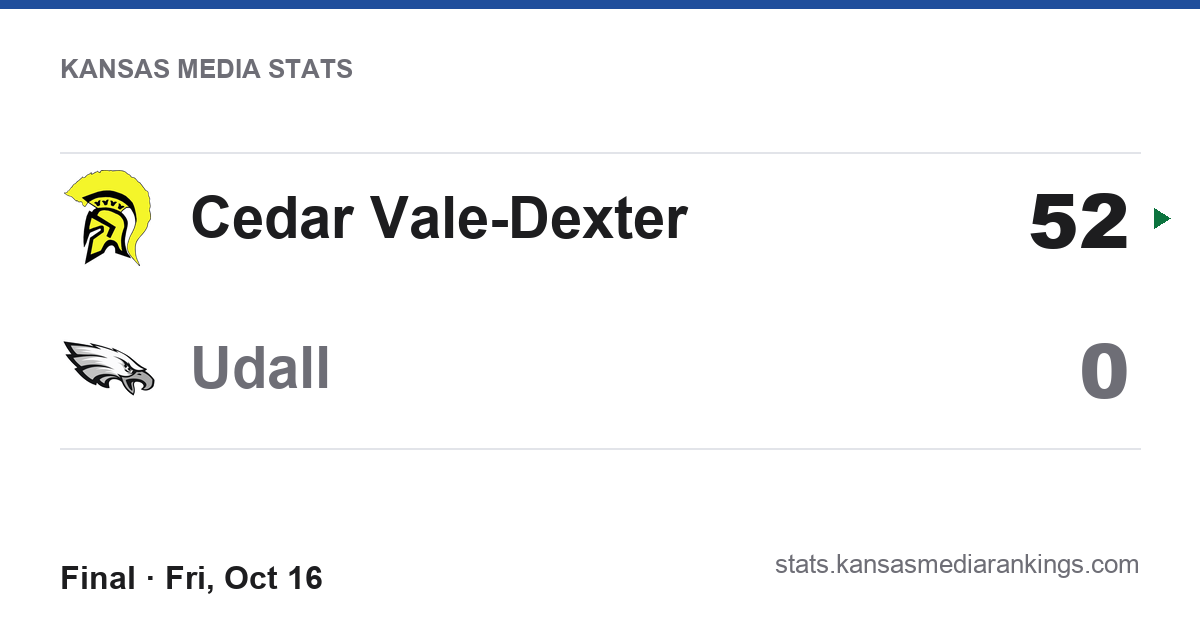 KANSAS MEDIA STATS
Cedar Vale-Dexter 52
Udall 0
Final · Fri, Oct 16
stats.kansasmediarankings.com